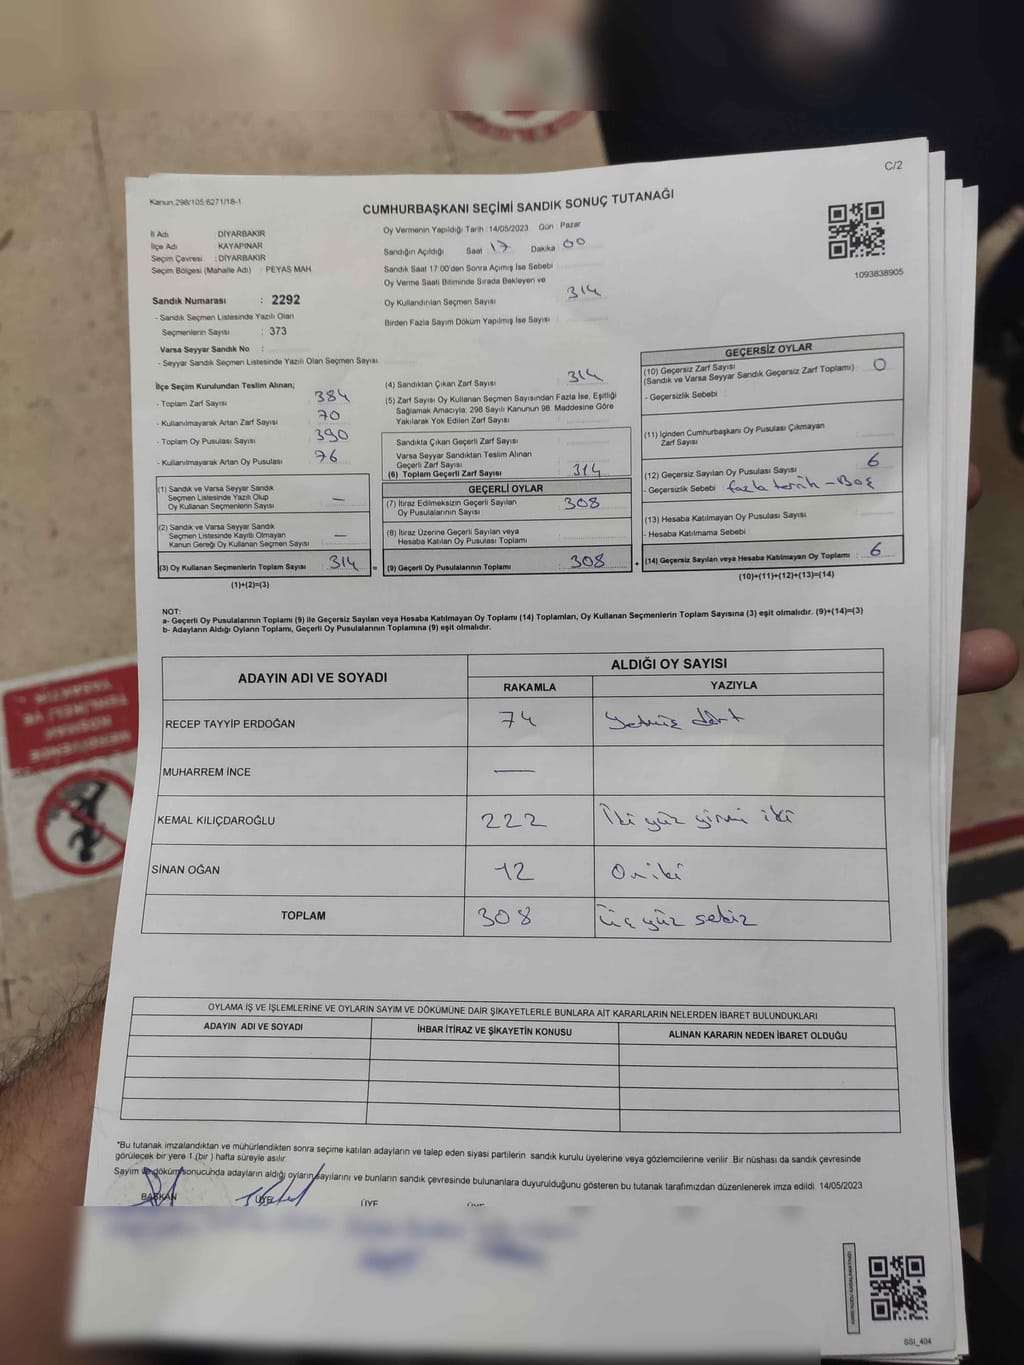 C/2
Kanun,298/105,6271/18-1
CUMHURBAŞKANI SEÇİMİ SANDIK SONUÇ TUTANAĞI
İl Adı : DİYARBAKIR
İlçe Adı : KAYAPINAR
Seçim Çevresi : DİYARBAKIR
Seçim Bölgesi (Mahalle Adı) : PEYAS MAH
Sandık Numarası : 2292
- Sandık Seçmen Listesinde Yazılı Olan
Seçmenlerin Sayısı : 373
Varsa Seyyar Sandık No :
- Seyyar Sandık Seçmen Listesinde Yazılı Olan Seçmen Sayısı
Oy Vermenin Yapıldığı Tarih : 14/05/2023 Gün : Pazar
Sandığın Açıldığı Saat 17 Dakika 00
Sandık Saat 17:00'den Sonra Açımış İse Sebebi
Oy Verme Saati Bitiminde Sırada Bekleyen ve
Oy Kullandırılan Seçmen Sayısı 314
Birden Fazla Sayım Döküm Yapılmış İse Sayısı
1093838905
İlçe Seçim Kurulundan Teslim Alınan;
- Toplam Zarf Sayısı 384
- Kullanılmayarak Artan Zarf Sayısı 70
- Toplam Oy Pusulası Sayısı 390
- Kullanılmayarak Artan Oy Pusulası 76
(1) Sandık ve Varsa Seyyar Sandık
Seçmen Listesinde Yazılı Olup
Oy Kullanan Seçmenlerin Sayısı —
(2) Sandık ve Varsa Seyyar Sandık
Seçmen Listesinde Kayıtlı Olmayan
Kanun Gereği Oy Kullanan Seçmen Sayısı —
(3) Oy Kullanan Seçmenlerin Toplam Sayısı 314
(1)+(2)=(3)
(4) Sandıktan Çıkan Zarf Sayısı 314
(5) Zarf Sayısı Oy Kullanan Seçmen Sayısından Fazla İse, Eşitliği
Sağlamak Amacıyla, 298 Sayılı Kanunun 98. Maddesine Göre
Yakılarak Yok Edilen Zarf Sayısı
Sandıkta Çıkan Geçerli Zarf Sayısı
Varsa Seyyar Sandıktan Teslim Alınan
Geçerli Zarf Sayısı
(6) Toplam Geçerli Zarf Sayısı 314
GEÇERLİ OYLAR
(7) İtiraz Edilmeksizin Geçerli Sayılan
Oy Pusulalarının Sayısı 308
(8) İtiraz Üzerine Geçerli Sayılan veya
Hesaba Katılan Oy Pusulası Toplamı
= (9) Geçerli Oy Pusulalarının Toplamı 308
GEÇERSİZ OYLAR
(10) Geçersiz Zarf Sayısı
(Sandık ve Varsa Seyyar Sandık Geçersiz Zarf Toplamı) 0
- Geçersizlik Sebebi
(11) İçinden Cumhurbaşkanı Oy Pusulası Çıkmayan
Zarf Sayısı
(12) Geçersiz Sayılan Oy Pusulası Sayısı 6
- Geçersizlik Sebebi fazla tercih - Boş
(13) Hesaba Katılmayan Oy Pusulası Sayısı
- Hesaba Katılmama Sebebi
+ (14) Geçersiz Sayılan veya Hesaba Katılmayan Oy Toplamı 6
(10)+(11)+(12)+(13)=(14)
NOT:
a- Geçerli Oy Pusulalarının Toplamı (9) ile Geçersiz Sayılan veya Hesaba Katılmayan Oy Toplamı (14) Toplamları, Oy Kullanan Seçmenlerin Toplam Sayısına (3) eşit olmalıdır. (9)+(14)=(3)
b- Adayların Aldığı Oyların Toplamı, Geçerli Oy Pusulalarının Toplamına (9) eşit olmalıdır.
ADAYIN ADI VE SOYADI ALDIĞI OY SAYISI
RAKAMLA YAZIYLA
RECEP TAYYİP ERDOĞAN 74 Yetmiş dört
MUHARREM İNCE —
KEMAL KILIÇDAROĞLU 222 İki yüz yirmi iki
SİNAN OĞAN 12 Oniki
TOPLAM 308 üç yüz sekiz
OYLAMA İŞ VE İŞLEMLERİNE VE OYLARIN SAYIM VE DÖKÜMÜNE DAİR ŞİKAYETLERLE BUNLARA AİT KARARLARIN NELERDEN İBARET BULUNDUKLARI
ADAYIN ADI VE SOYADI İHBAR İTİRAZ VE ŞİKAYETİN KONUSU ALINAN KARARIN NEDEN İBARET OLDUĞU
*Bu tutanak imzalandıktan ve mühürlendikten sonra seçime katılan adayların ve talep eden siyasi partilerin sandık kurulu üyelerine veya gözlemcilerine verilir .Bir nüshası da sandık çevresinde
görülecek bir yere 1 (bir ) hafta süreyle asılır.
Sayım ve döküm sonucunda adayların aldığı oyların sayılarını ve bunların sandık çevresinde bulunanlara duyurulduğunu gösteren bu tutanak tarafımızdan düzenlenerek imza edildi. 14/05/2023
BAŞKAN ÜYE ÜYE ÜYE
SSI_404